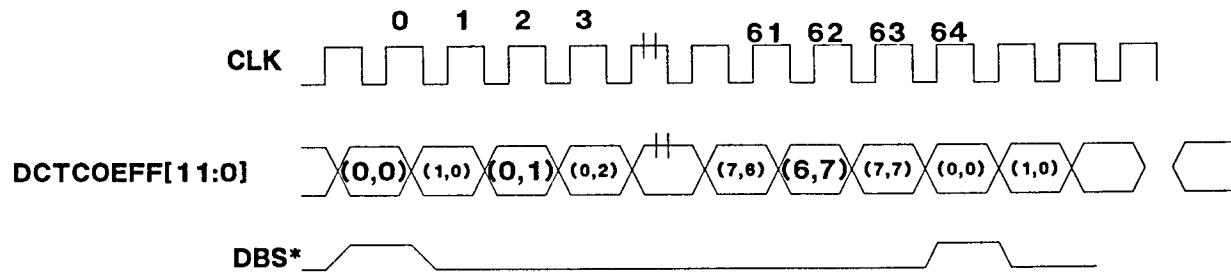 0 1 2 3 61 62 63 64
CLK
DCTCOEFF[11:0] (0,0) (1,0) (0,1) (0,2) (7,6) (6,7) (7,7) (0,0) (1,0)
DBS*